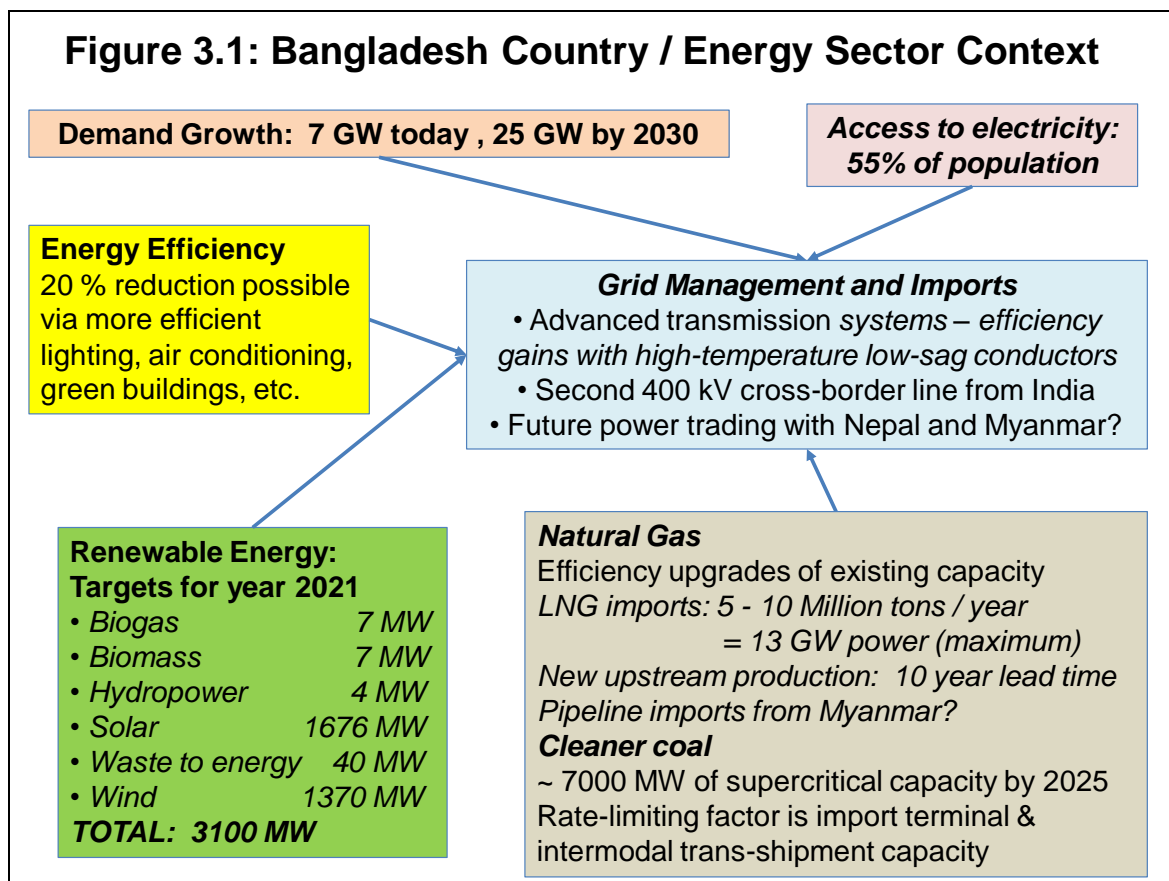 Figure 3.1: Bangladesh Country / Energy Sector Context
Demand Growth: 7 GW today , 25 GW by 2030
Access to electricity:
55% of population
Energy Efficiency
20 % reduction possible
via more efficient
lighting, air conditioning,
green buildings, etc.
Grid Management and Imports
• Advanced transmission systems – efficiency
gains with high-temperature low-sag conductors
• Second 400 kV cross-border line from India
• Future power trading with Nepal and Myanmar?
Renewable Energy:
Targets for year 2021
• Biogas 7 MW
• Biomass 7 MW
• Hydropower 4 MW
• Solar 1676 MW
• Waste to energy 40 MW
• Wind 1370 MW
TOTAL: 3100 MW
Natural Gas
Efficiency upgrades of existing capacity
LNG imports: 5 - 10 Million tons / year
= 13 GW power (maximum)
New upstream production: 10 year lead time
Pipeline imports from Myanmar?
Cleaner coal
~ 7000 MW of supercritical capacity by 2025
Rate-limiting factor is import terminal &
intermodal trans-shipment capacity